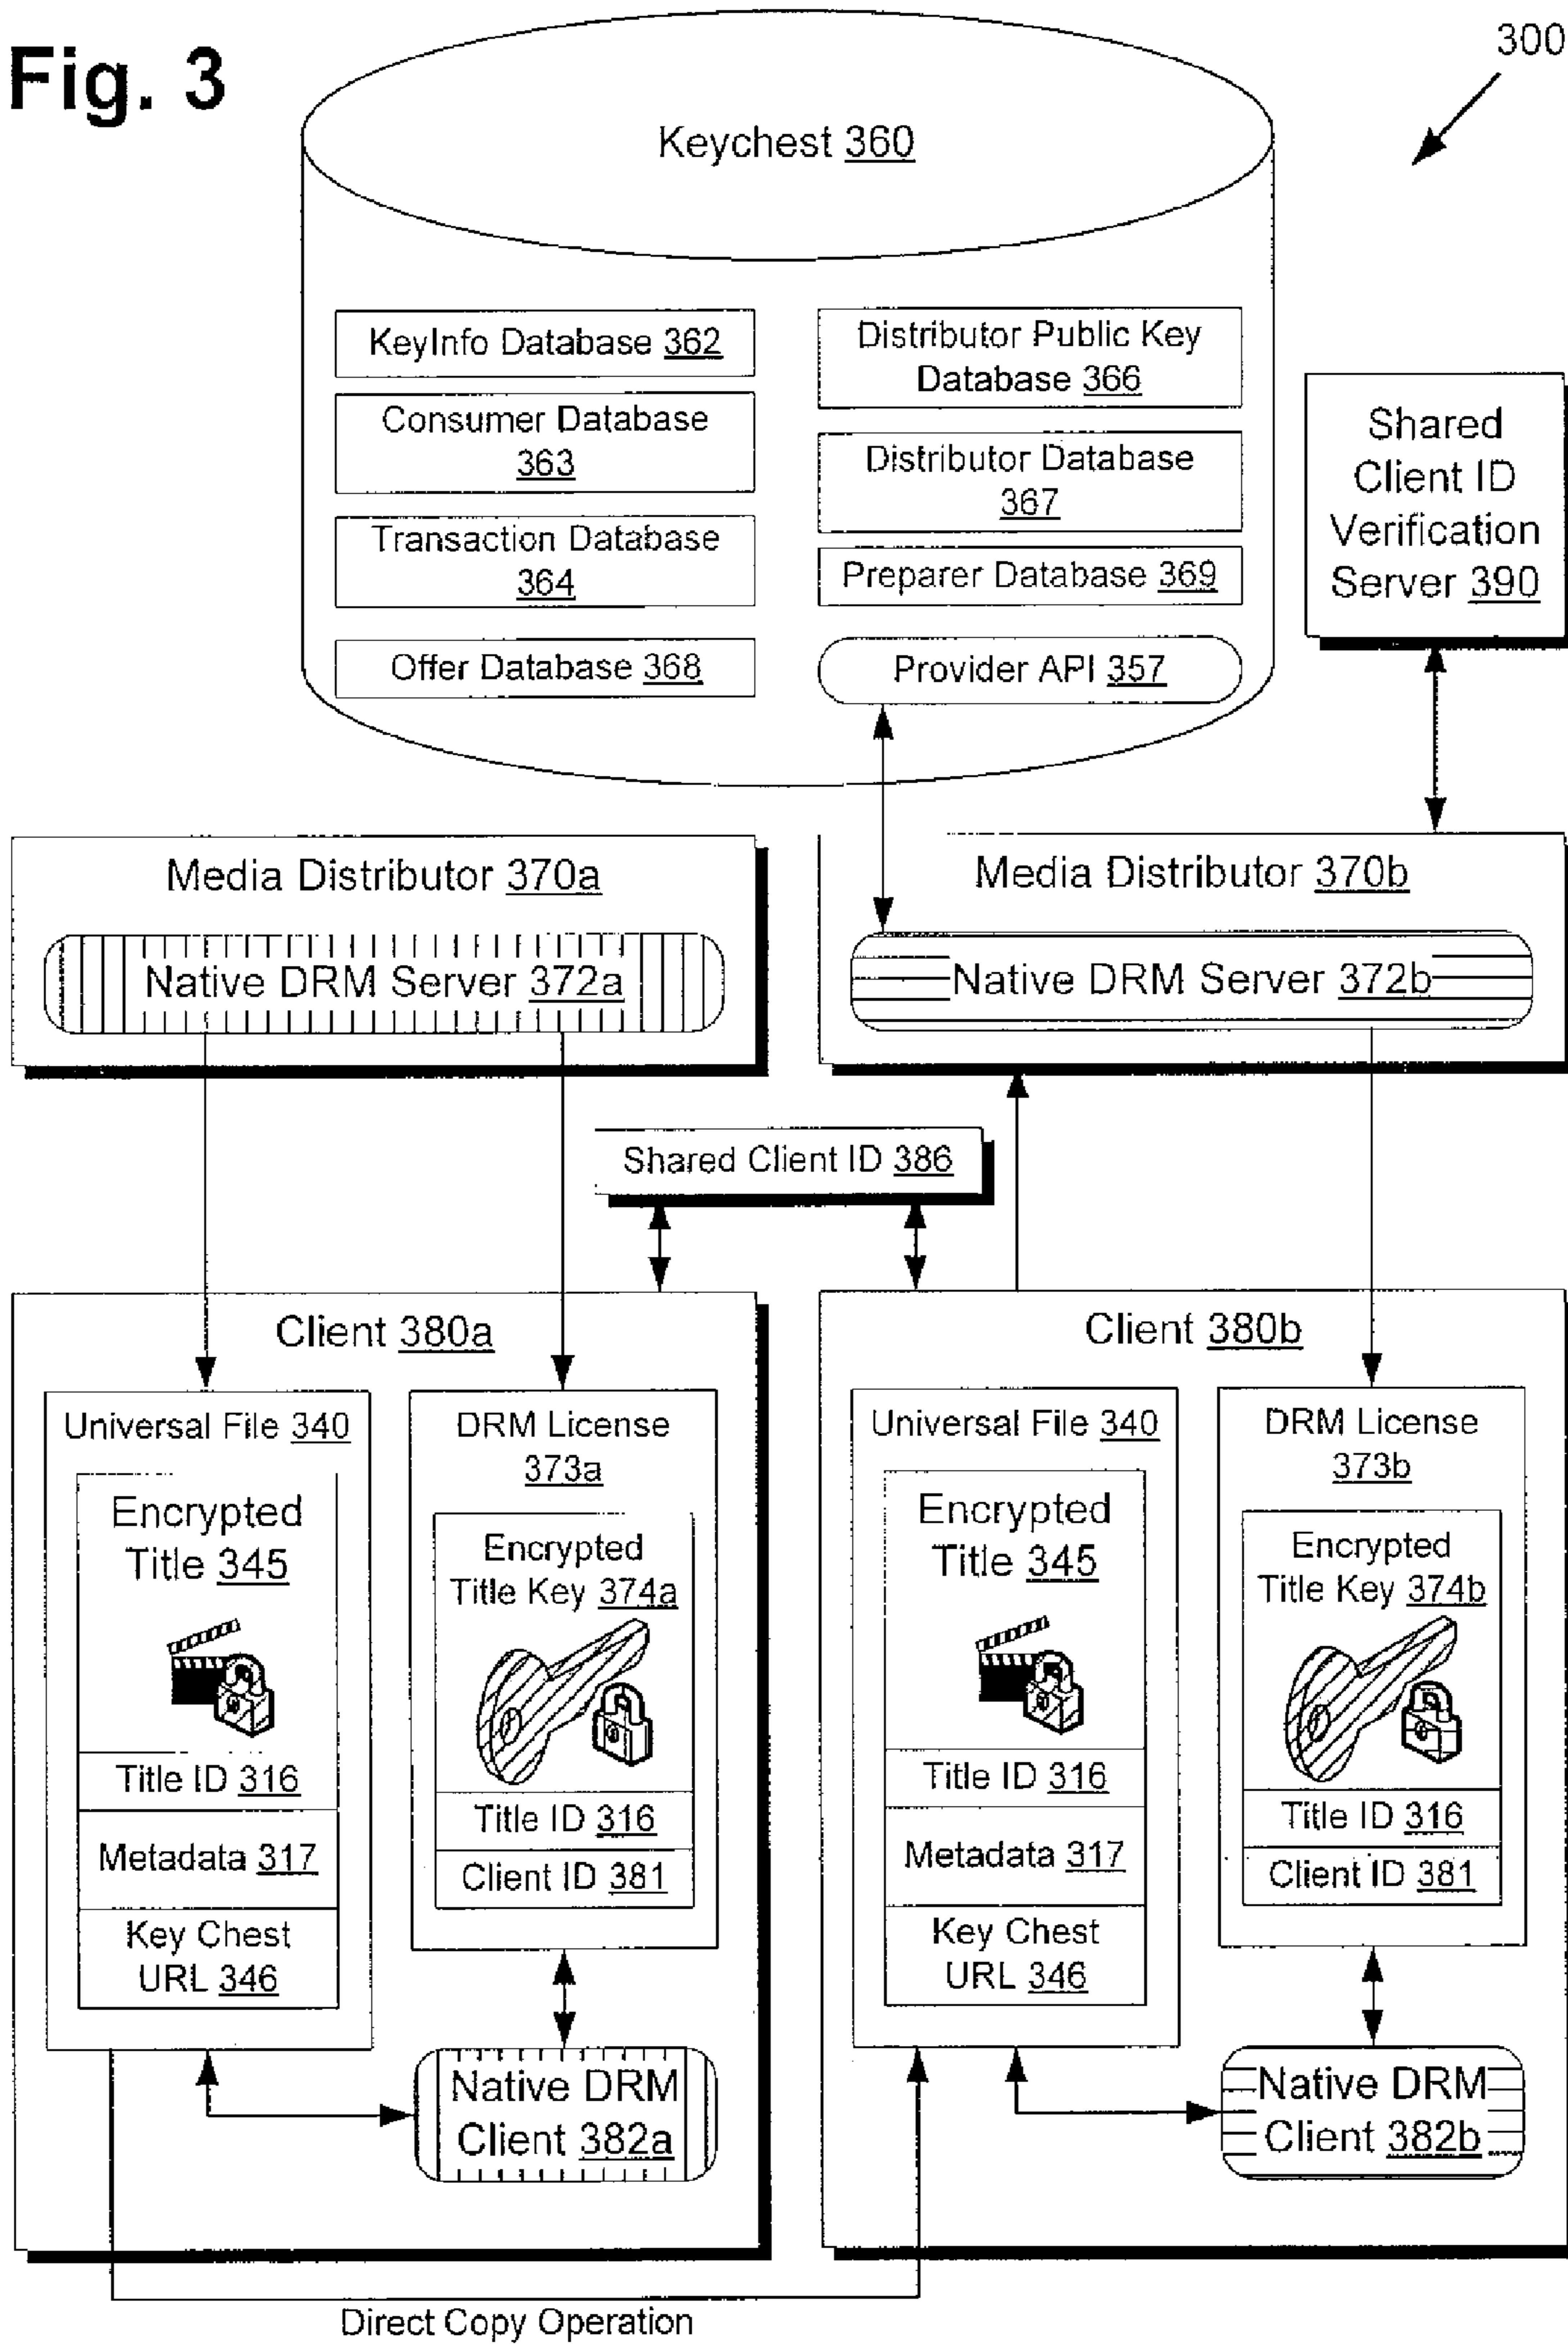 Fig. 3
300
Keychest 360
KeyInfo Database 362
Consumer Database
363
Transaction Database
364
Offer Database 368
Distributor Public Key
Database 366
Distributor Database
367
Preparer Database 369
Provider API 357
Shared
Client ID
Verification
Server 390
Media Distributor 370a
Native DRM Server 372a
Media Distributor 370b
Native DRM Server 372b
Shared Client ID 386
Client 380a
Universal File 340
Encrypted
Title 345
Title ID 316
Metadata 317
Key Chest
URL 346
DRM License
373a
Encrypted
Title Key 374a
Title ID 316
Client ID 381
Native DRM
Client 382a
Client 380b
Universal File 340
Encrypted
Title 345
Title ID 316
Metadata 317
Key Chest
URL 346
DRM License
373b
Encrypted
Title Key 374b
Title ID 316
Client ID 381
Native DRM
Client 382b
Direct Copy Operation